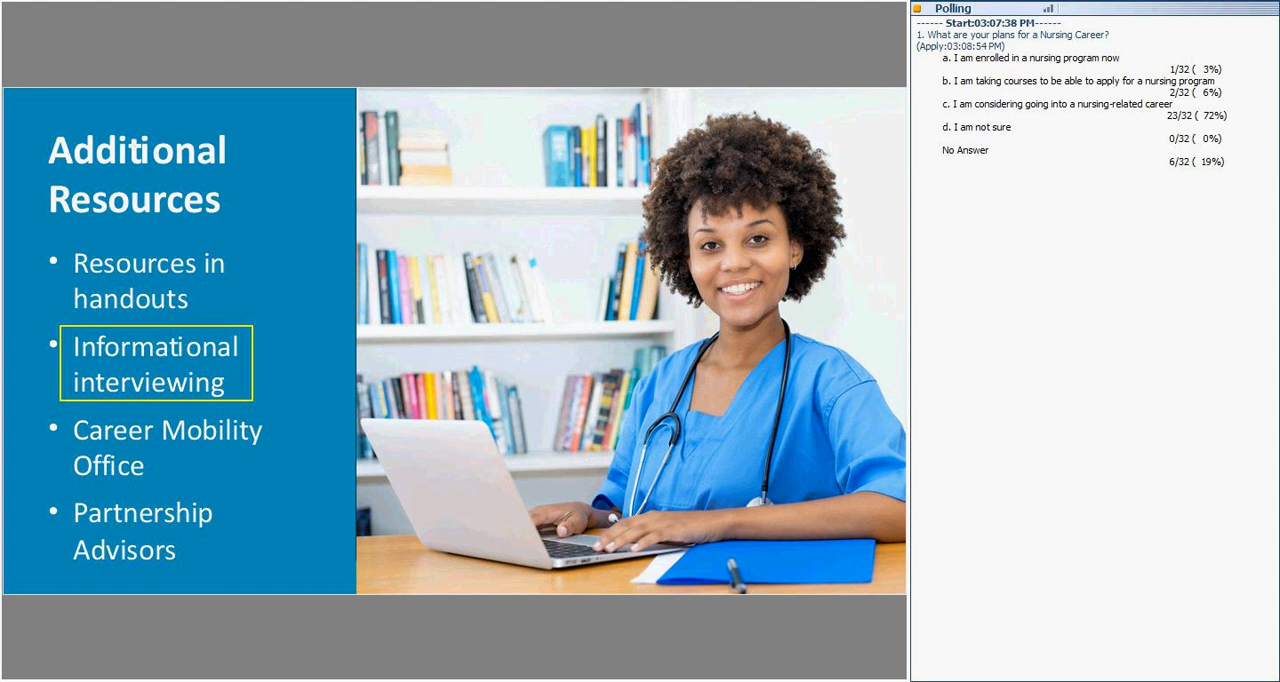 Additional
Resources
• Resources in
handouts
• Informational
interviewing
• Career Mobility
Office
• Partnership
Advisors
Polling
------ Start:03:07:38 PM------
1. What are your plans for a Nursing Career?
(Apply:03:08:54 PM)
a. I am enrolled in a nursing program now
1/32 ( 3%)
b. I am taking courses to be able to apply for a nursing program
2/32 ( 6%)
c. I am considering going into a nursing-related career
23/32 ( 72%)
d. I am not sure
0/32 ( 0%)
No Answer
6/32 ( 19%)